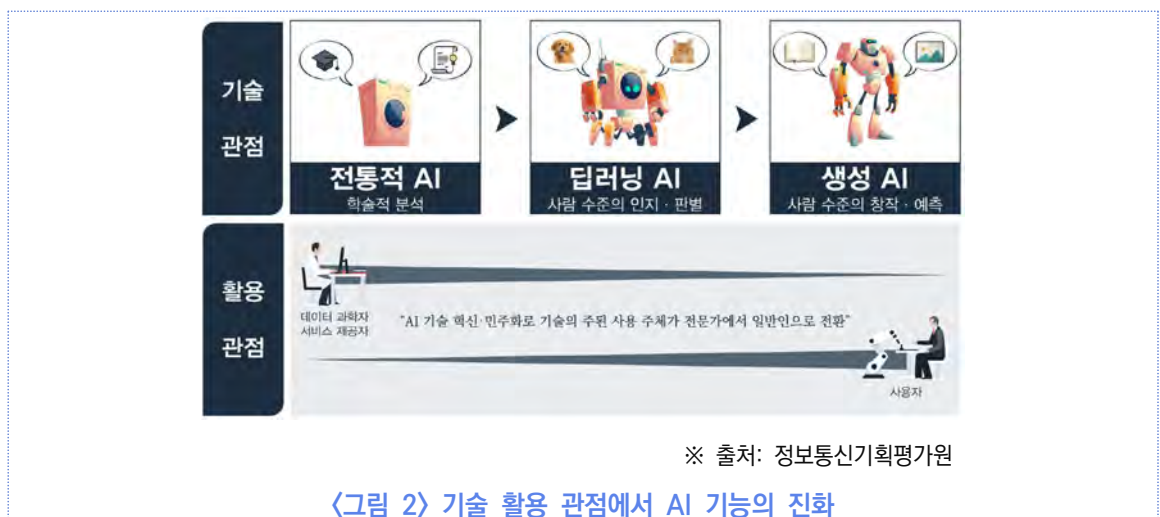 기술
관점
전통적 AI
학술적 분석
딥러닝 AI
사람 수준의 인지 · 판별
생성 AI
사람 수준의 창작 · 예측
활용
관점
데이터 과학자
서비스 제공자
"AI 기술 혁신·민주화로 기술의 주된 사용 주체가 전문가에서 일반인으로 전환"
사용자
※ 출처: 정보통신기획평가원
〈그림 2〉 기술 활용 관점에서 AI 기능의 진화